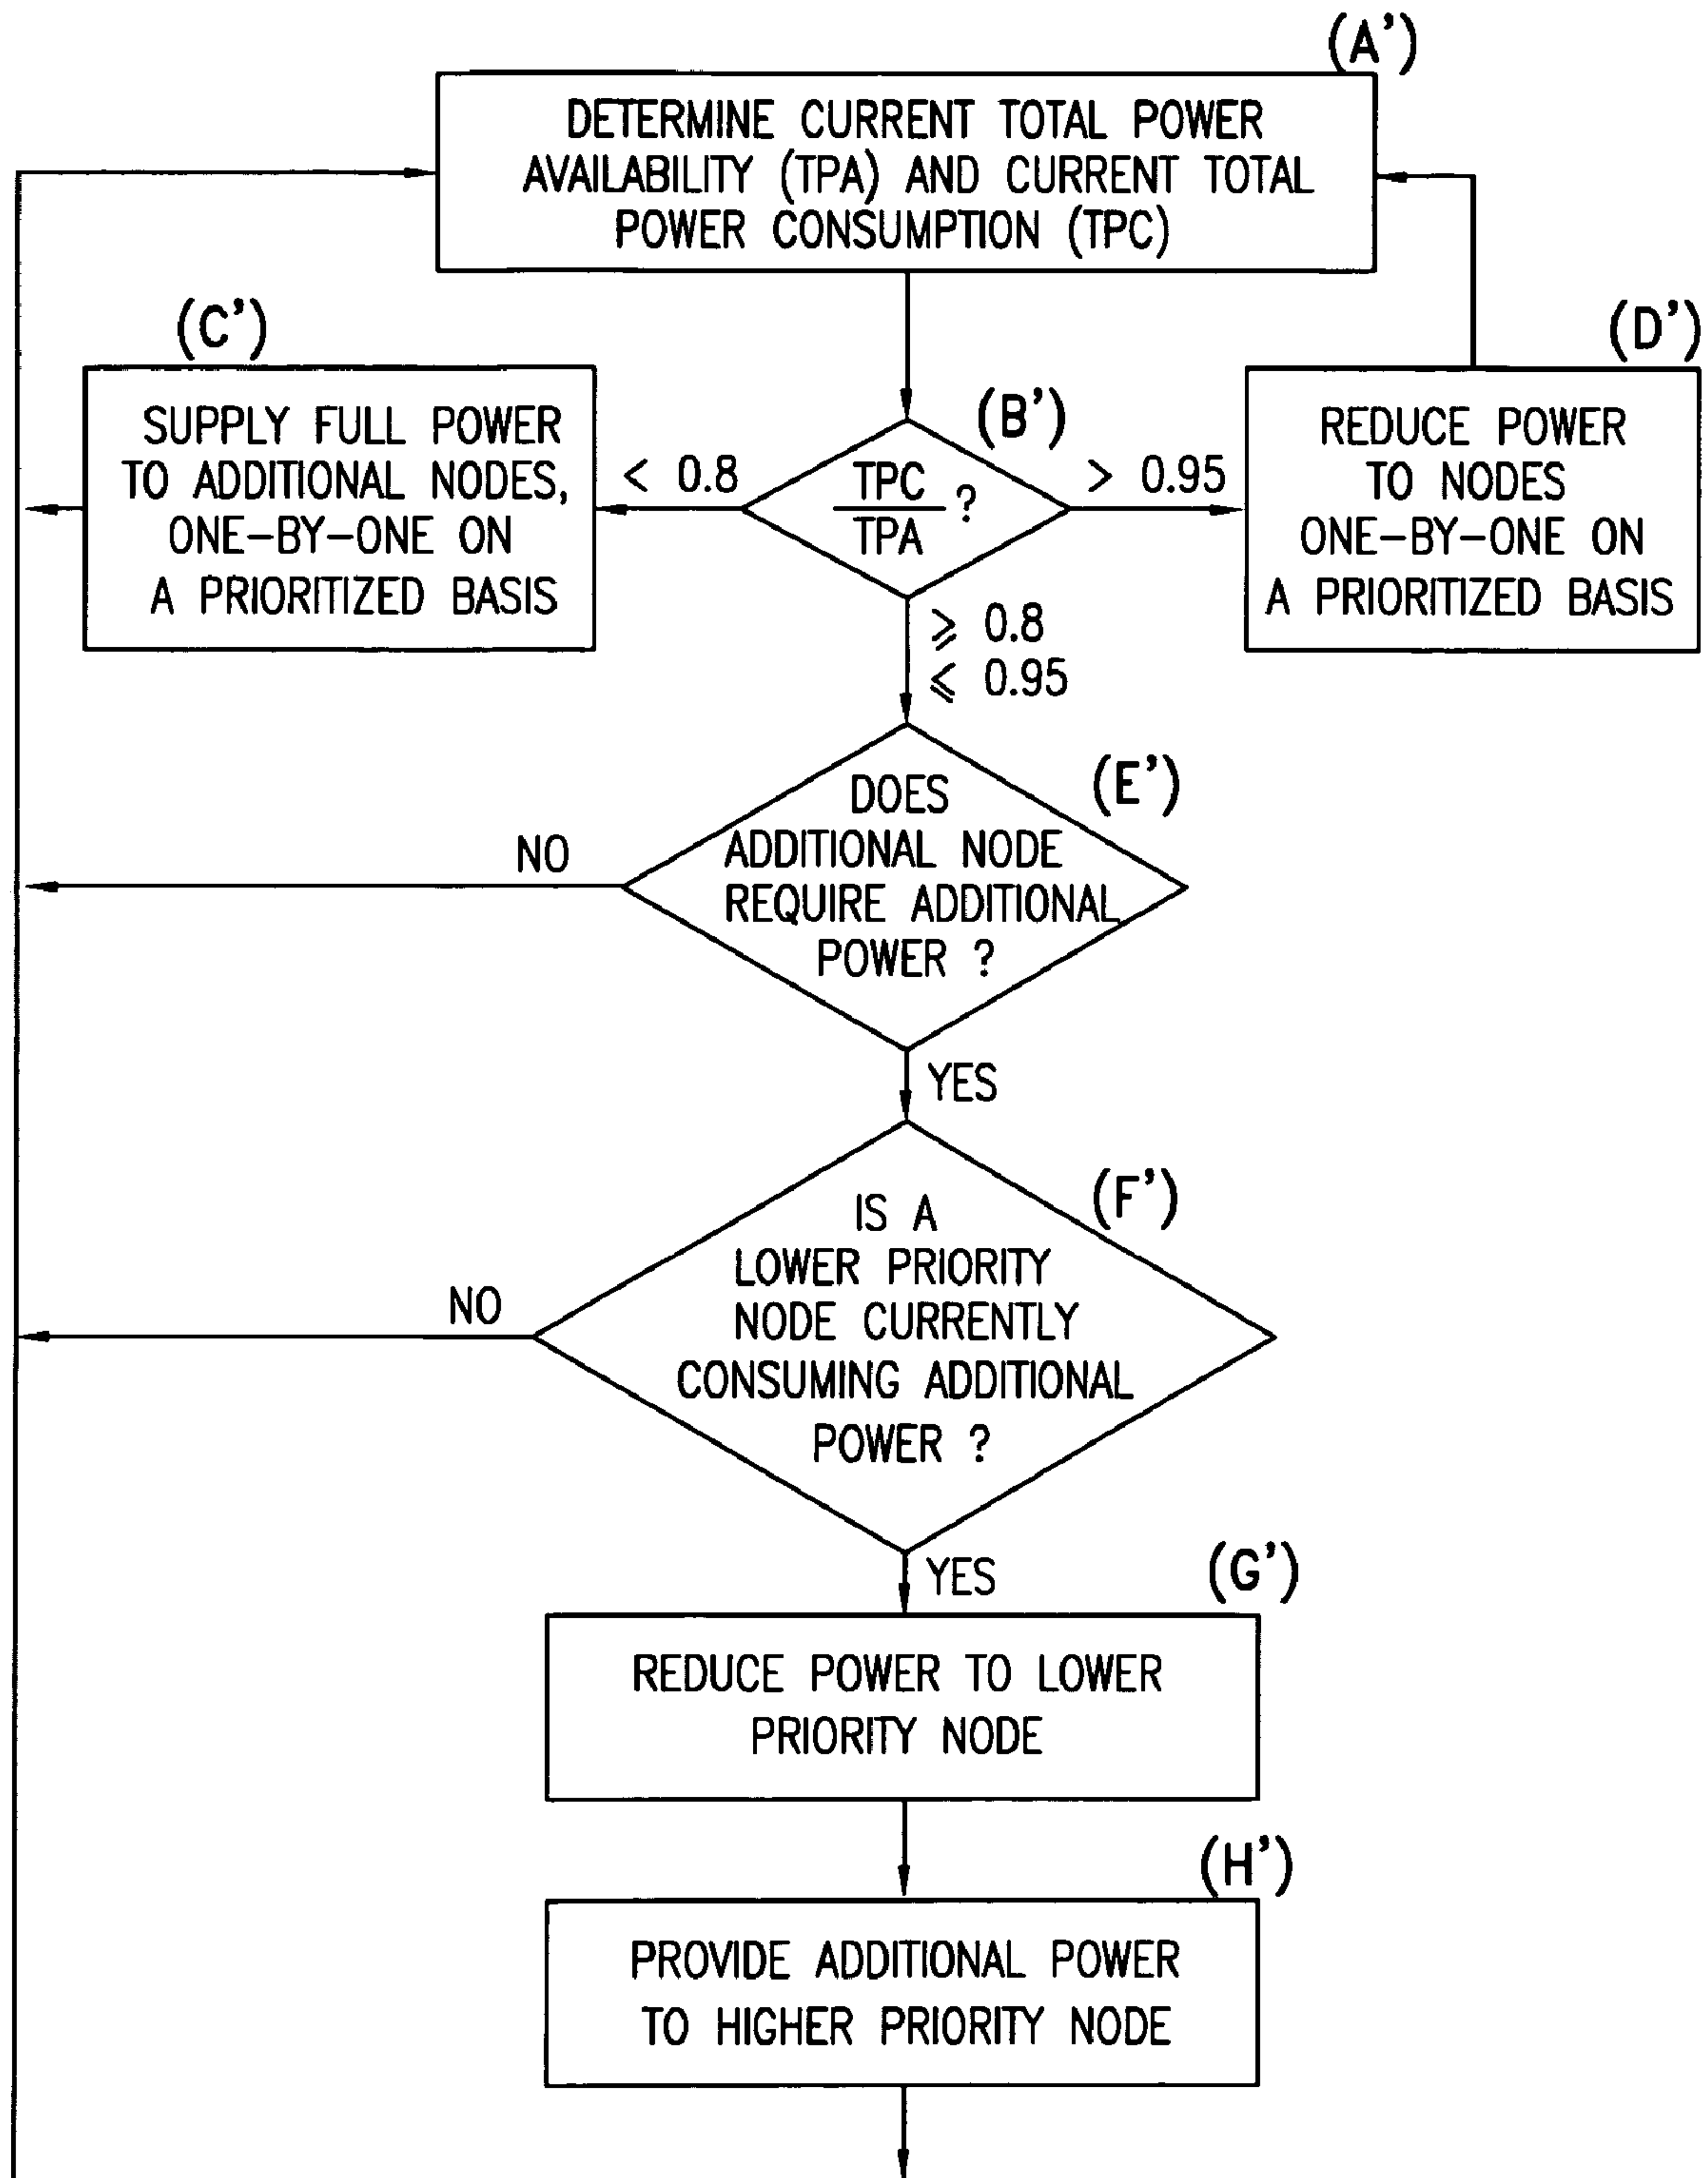 (A')
DETERMINE CURRENT TOTAL POWER
AVAILABILITY (TPA) AND CURRENT TOTAL
POWER CONSUMPTION (TPC)
(C')
SUPPLY FULL POWER
TO ADDITIONAL NODES,
ONE-BY-ONE ON
A PRIORITIZED BASIS
< 0.8
(B')
TPC
TPA
?
> 0.95
(D')
REDUCE POWER
TO NODES
ONE-BY-ONE ON
A PRIORITIZED BASIS
⩾ 0.8
⩽ 0.95
(E')
DOES
ADDITIONAL NODE
REQUIRE ADDITIONAL
POWER ?
NO
YES
(F')
IS A
LOWER PRIORITY
NODE CURRENTLY
CONSUMING ADDITIONAL
POWER ?
NO
YES
(G')
REDUCE POWER TO LOWER
PRIORITY NODE
(H')
PROVIDE ADDITIONAL POWER
TO HIGHER PRIORITY NODE